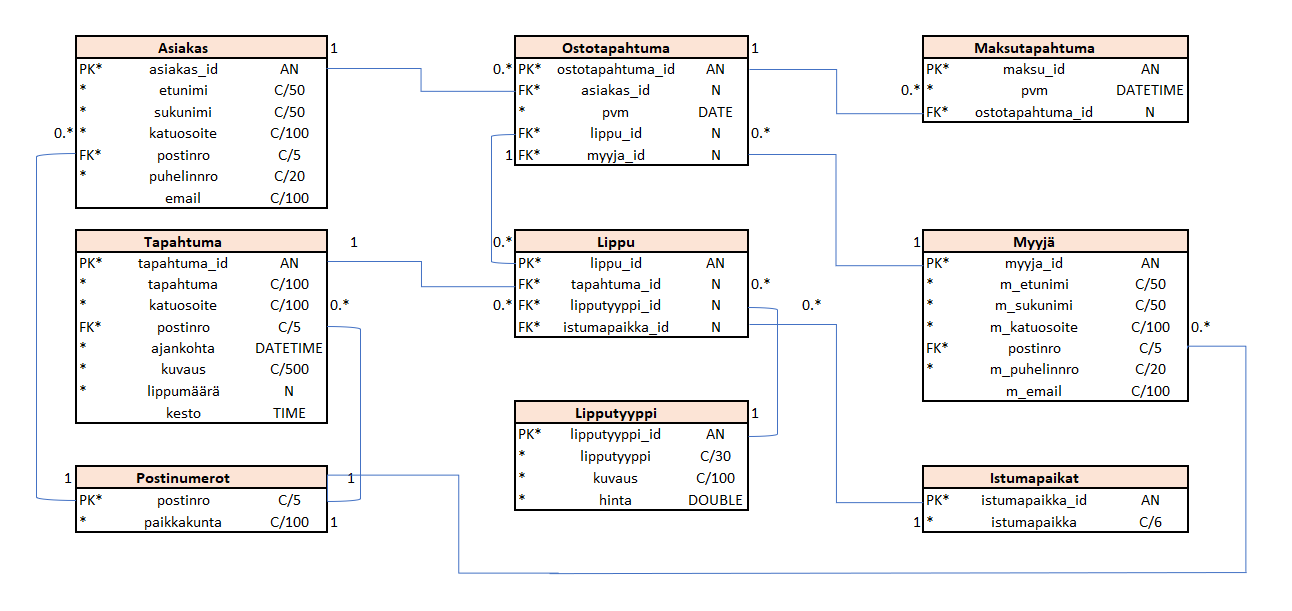 Asiakas 1
PK* asiakas_id AN
* etunimi C/50
* sukunimi C/50
0.* * katuosoite C/100
FK* postinro C/5
* puhelinnro C/20
email C/100
Ostotapahtuma 1
0.* PK* ostotapahtuma_id AN
FK* asiakas_id N
* pvm DATE
FK* lippu_id N 0.*
1 FK* myyja_id N
Maksutapahtuma
PK* maksu_id AN
0.* * pvm DATETIME
FK* ostotapahtuma_id N
Tapahtuma 1
PK* tapahtuma_id AN
* tapahtuma C/100
* katuosoite C/100 0.*
FK* postinro C/5
* ajankohta DATETIME
* kuvaus C/500
* lippumäärä N
kesto TIME
0.* Lippu
PK* lippu_id AN
FK* tapahtuma_id N 0.*
0.* FK* lipputyyppi_id N 0.*
FK* istumapaikka_id N
1 Myyjä
PK* myyja_id AN
* m_etunimi C/50
* m_sukunimi C/50
* m_katuosoite C/100 0.*
FK* postinro C/5
* m_puhelinnro C/20
m_email C/100
Lipputyyppi 1
PK* lipputyyppi_id AN
* lipputyyppi C/30
* kuvaus C/100
* hinta DOUBLE
1 Postinumerot 1
PK* postinro C/5
* paikkakunta C/100 1
Istumapaikat
PK* istumapaikka_id AN
1 * istumapaikka C/6